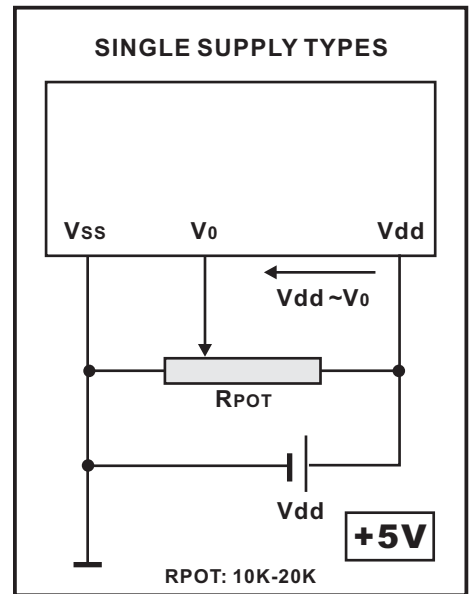 SINGLE SUPPLY TYPES
Vss V0 Vdd
Vdd ~V0
RPOT
Vdd
+5V
RPOT: 10K-20K